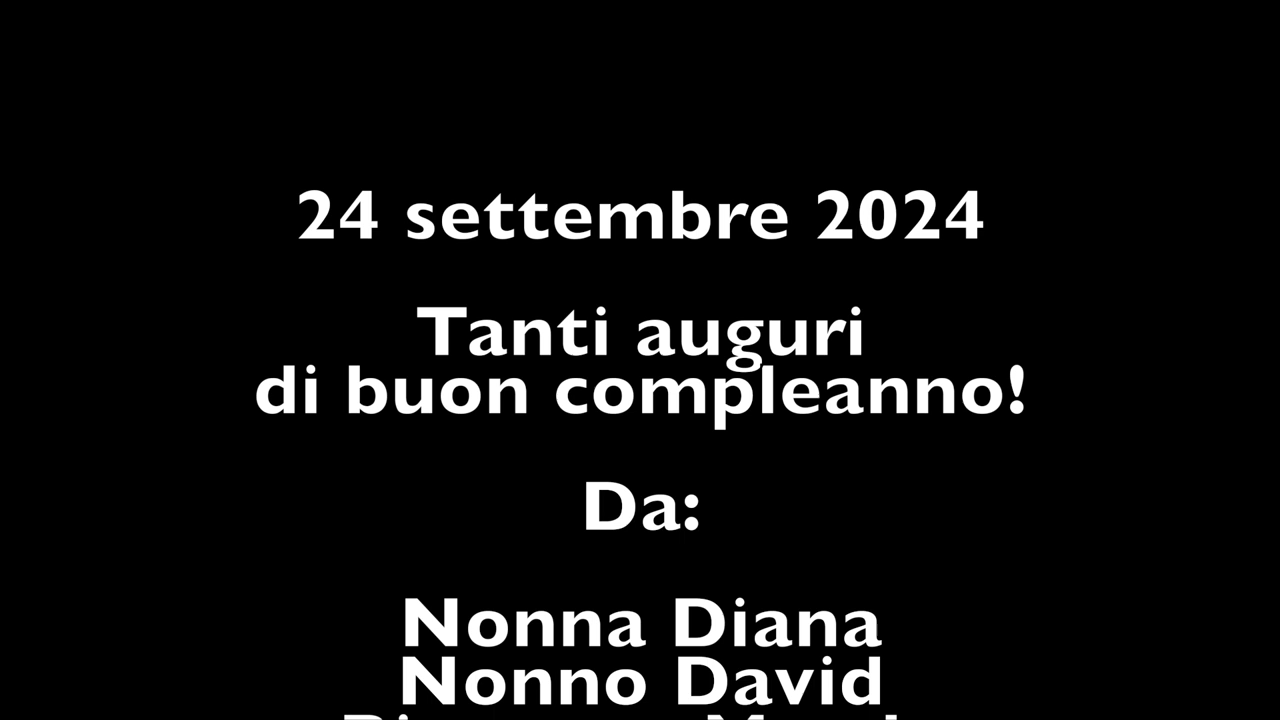 24 settembre 2024
Tanti auguri
di buon compleanno!
Da:
Nonna Diana
Nonno David